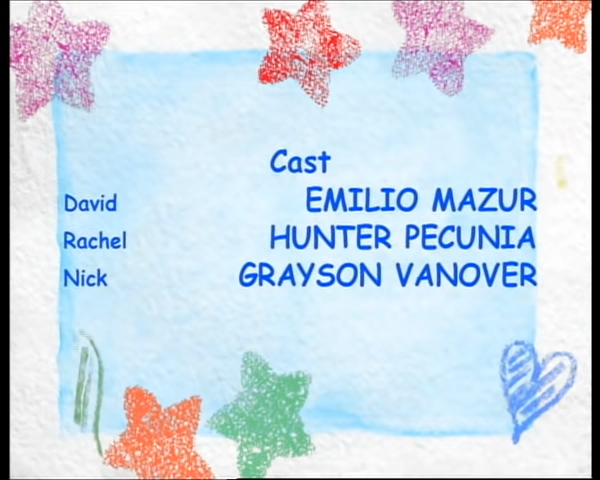 Cast
David EMILIO MAZUR
Rachel HUNTER PECUNIA
Nick GRAYSON VANOVER